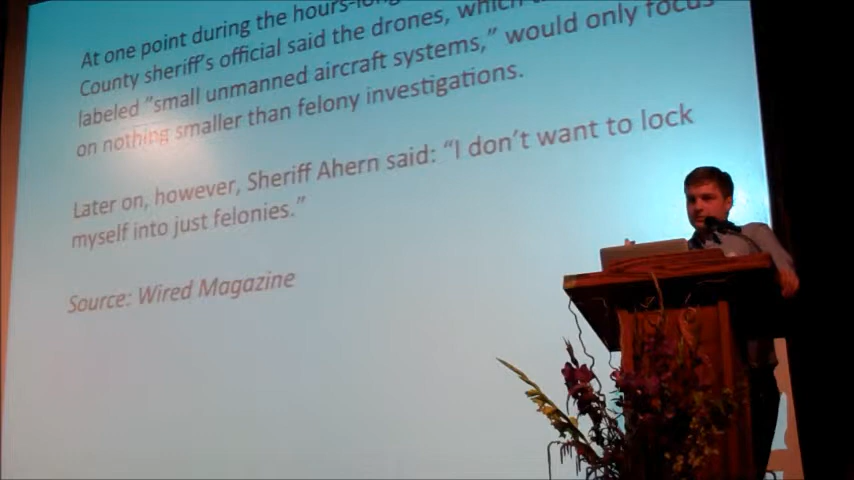 At one point during the hours-long
County sheriff's official said the drones, which
labeled "small unmanned aircraft systems," would only focus
on nothing smaller than felony investigations.
Later on, however, Sheriff Ahern said: "I don't want to lock
myself into just felonies."
Source: Wired Magazine